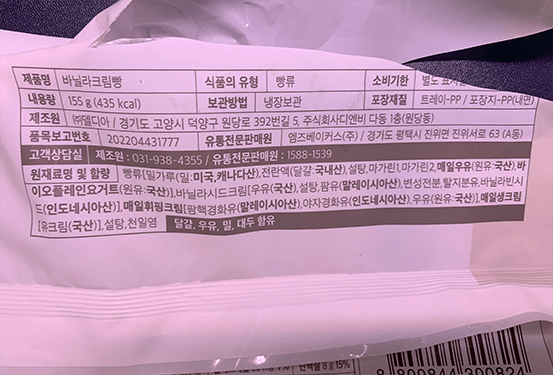 제품명 바닐라크림빵 식품의 유형 빵류 소비기한 별도
내용량 155 g (435 kcal) 보관방법 냉장보관 포장재질 트레이-PP / 포장지-PP(내면)
제조원 ㈜델디아 / 경기도 고양시 덕양구 원당로 392번길 5, 주식회사디엔비 다동 1층(원당동)
품목보고번호 202204431777 유통전문판매원 엠즈베이커스(주) / 경기도 평택시 진위면 진위서로 63 (A동)
고객상담실 제조원 : 031-938-4355 / 유통전문판매원 : 1588-1539
원재료명 및 함량 빵류[밀가루(밀:미국,캐나다산),전란액(달걀:국내산),설탕,마가린1,마가린2,매일우유(원유:국산),바
이오플레인요거트(원유:국산)],바닐라시드크림[우유(국산),설탕,팜유(말레이시아산),변성전분,탈지분유,바닐라빈시
드(인도네시아산)],매일휘핑크림[팜핵경화유(말레이시아산),야자경화유(인도네시아산),우유(원유:국산)],매일생크림
[유크림(국산)],설탕,천일염 달걀, 우유, 밀, 대두 함유
단백질 8 g 15%
8 809844 300824